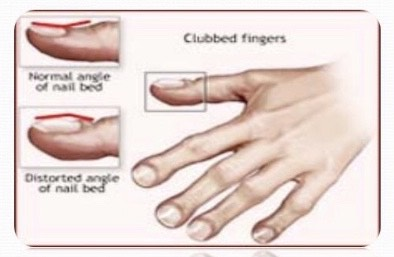 Clubbed fingers
Normal angle
of nail bed
Distorted angle
of nail bed